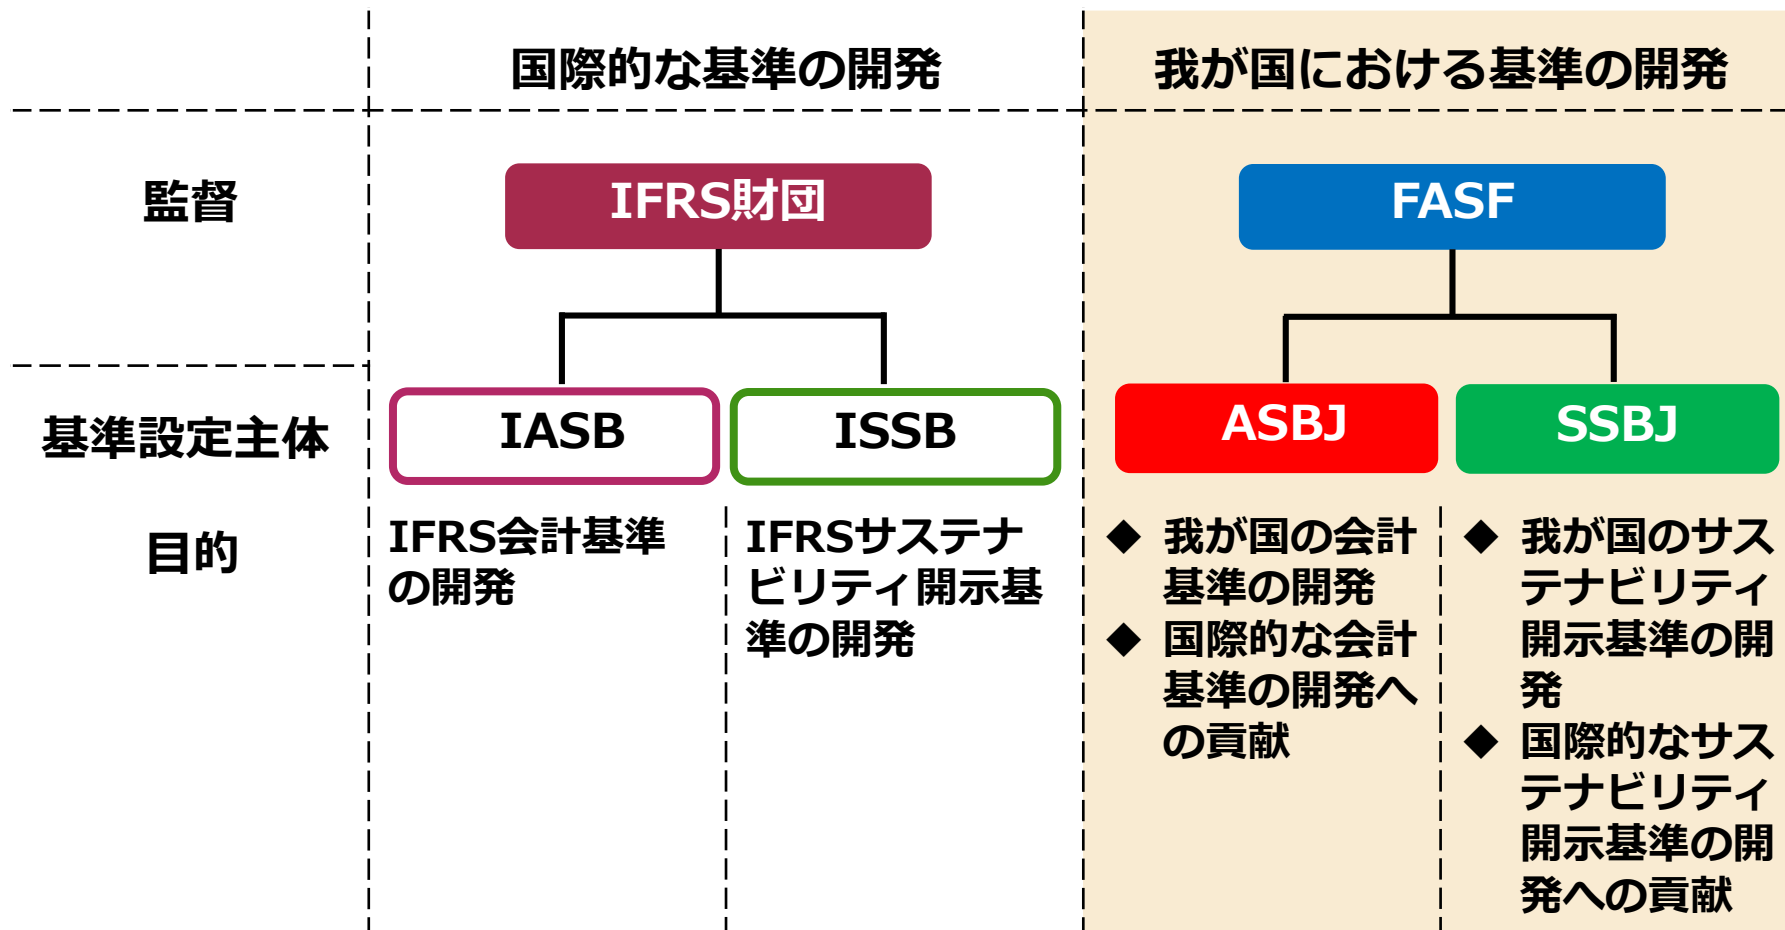 国際的な基準の開発
我が国における基準の開発
監督
IFRS財団
FASF
基準設定主体
IASB
ISSB
ASBJ
SSBJ
目的
IFRS会計基準
の開発
IFRSサステナ
ビリティ開示基
準の開発
◆ 我が国の会計
基準の開発
◆ 国際的な会計
基準の開発へ
の貢献
◆ 我が国のサス
テナビリティ
開示基準の開
発
◆ 国際的なサス
テナビリティ
開示基準の開
発への貢献